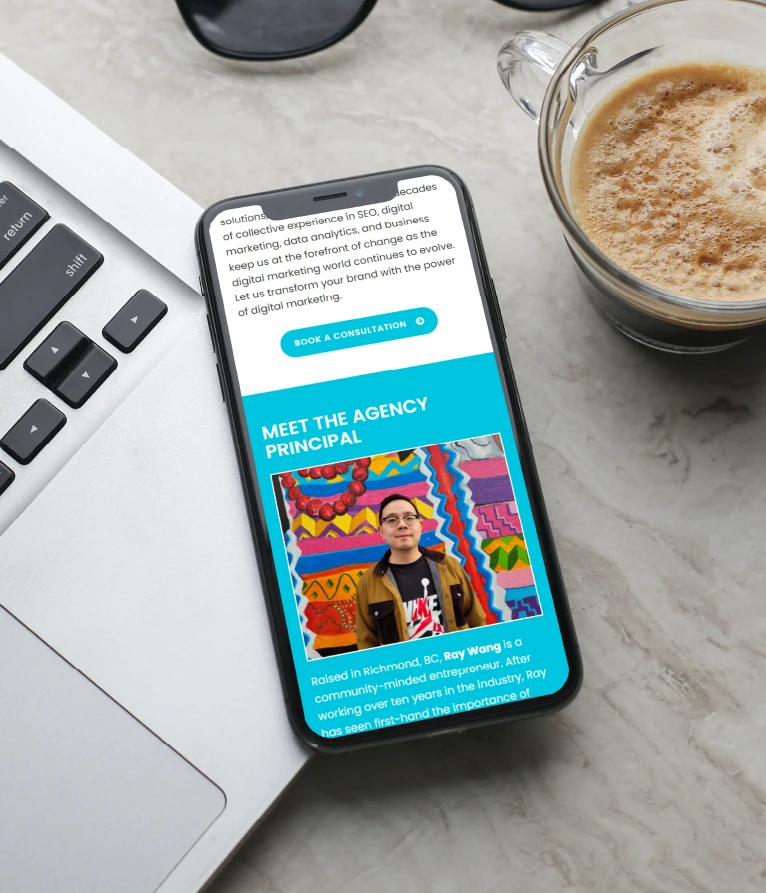 return
shift
solutions
decades
of collective experience in SEO, digital
marketing, data analytics, and business
keep us at the forefront of change as the
digital marketing world continues to evolve.
Let us transform your brand with the power
of digital marketing.
BOOK A CONSULTATION
MEET THE AGENCY
PRINCIPAL
NIKE
Raised in Richmond, BC, Ray Wang is a
community-minded entrepreneur. After
working over ten years in the industry, Ray
has seen first-hand the importance of